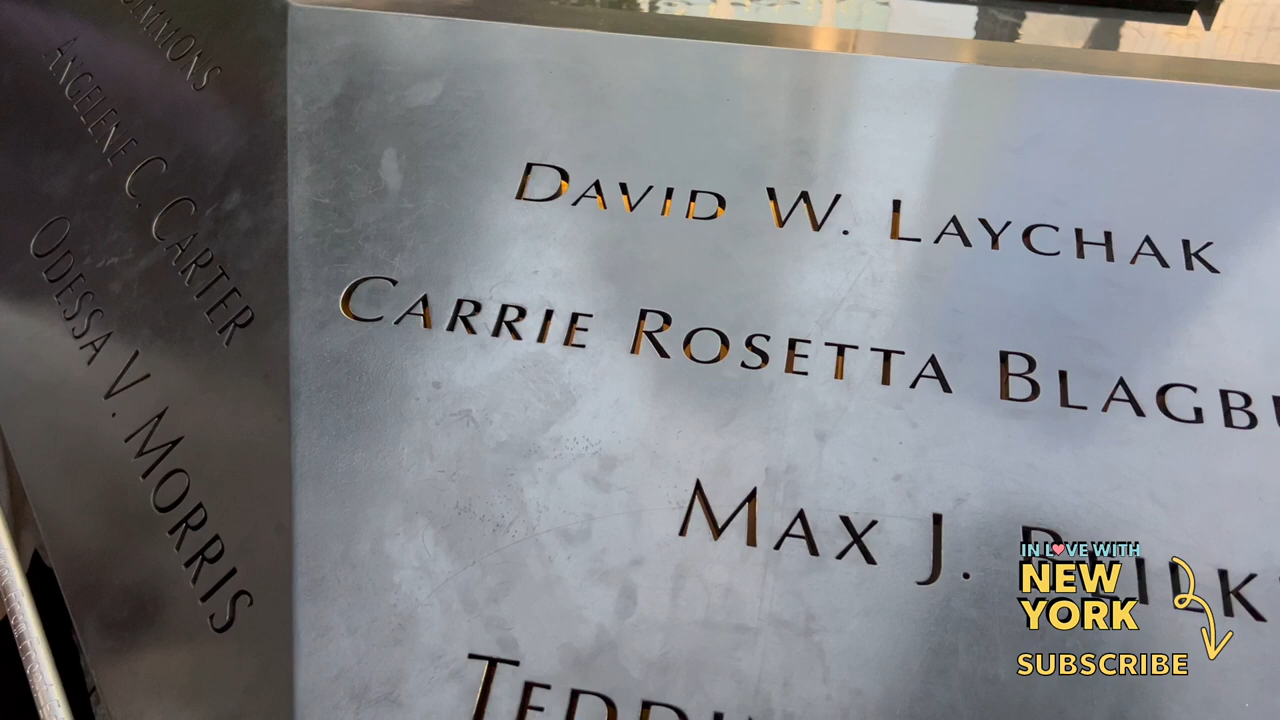 ANGELENE C. CARTER
ODESSA V. MORRIS
DAVID W. LAYCHAK
CARRIE ROSETTA
MAX J.
IN LOVE WITH
NEW
YORK
SUBSCRIBE